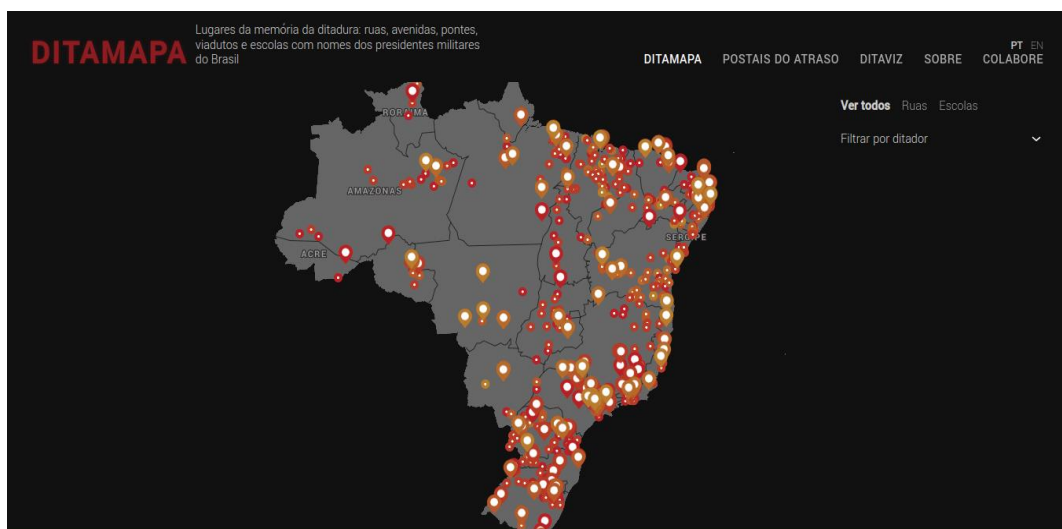 DITAMAPA
Lugares da memória da ditadura: ruas, avenidas, pontes,
viadutos e escolas com nomes dos presidentes militares
do Brasil
PT EN
DITAMAPA POSTAIS DO ATRASO DITAVIZ SOBRE COLABORE
Ver todos Ruas Escolas
Filtrar por ditador
RORAIMA
AMAZONAS
SERGIPE
ACRE